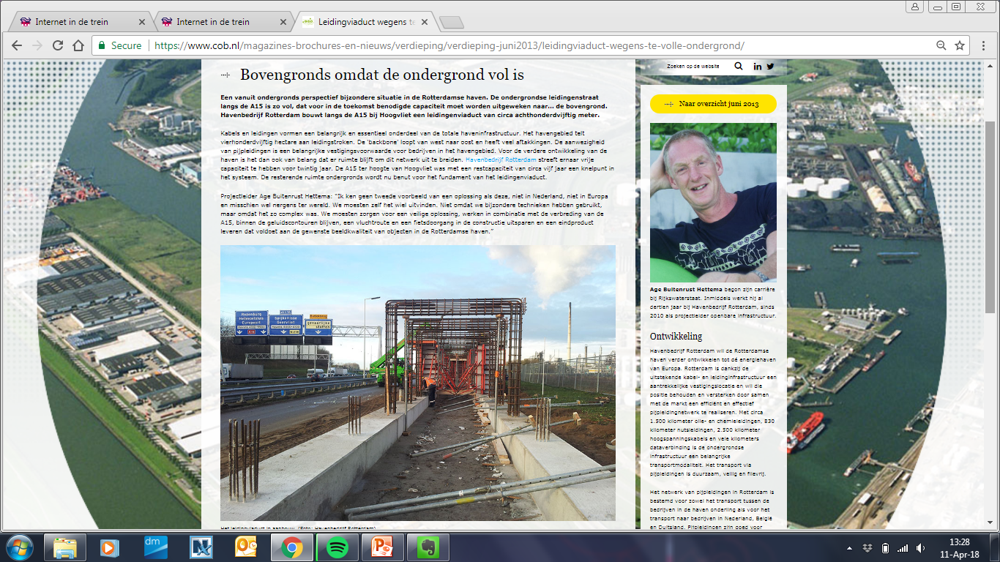 Internet in de trein
Internet in de trein
Leidingviaduct wegens te
Secure
https://www.cob.nl/magazines-brochures-en-nieuws/verdieping/verdieping-juni2013/leidingviaduct-wegens-te-volle-ondergrond/
Bovengronds omdat de ondergrond vol is
Een vanuit ondergronds perspectief bijzondere situatie in de Rotterdamse haven. De ondergrondse leidingenstraat
langs de A15 is zo vol, dat voor in de toekomst benodigde capaciteit moet worden uitgeweken naar... de bovengrond.
Havenbedrijf Rotterdam bouwt langs de A15 bij Hoogvliet een leidingenviaduct van circa achthonderdvijftig meter.
Kabels en leidingen vormen een belangrijk en essentieel onderdeel van de totale haveninfrastructuur. Het havengebied telt
vierhonderdvijftig hectare aan leidingstroken. De 'backbone' loopt van west naar oost en heeft veel aftakkingen. De aanwezigheid
van pijpleidingen is een belangrijke vestigingsvoorwaarde voor bedrijven in het havengebied. Voor de verdere ontwikkeling van de
haven is het dan ook van belang dat er ruimte blijft om dit netwerk uit te breiden. Havenbedrijf Rotterdam streeft ernaar vrije
capaciteit te hebben voor twintig jaar. De A15 ter hoogte van Hoogvliet was met een restcapaciteit van circa vijf jaar een knelpunt in
het systeem. De resterende ruimte ondergronds wordt nu benut voor het fundament van het leidingenviaduct.
Projectleider Age Buitenrust Hettema: "Ik ken geen tweede voorbeeld van een oplossing als deze, niet in Nederland, niet in Europa
en misschien wel nergens ter wereld. We moesten zelf het wiel uitvinden. Niet omdat we bijzondere technieken hebben gebruikt,
maar omdat het zo complex was. We moesten zorgen voor een veilige oplossing, werken in combinatie met de verbreding van de
A15, binnen de geluidscontouren blijven, een vluchtroute en een fietsdoorgang in de constructie uitsparen en een eindproduct
leveren dat voldoet aan de gewenste beeldkwaliteit van objecten in de Rotterdamse haven."
Rozenburg
Hellevoetsluis
Europoort
Spijkenisse
Geervliet
gevaarlijke
stoffen
Het leidingviaduct in aanbouw. (Foto: Havenbedrijf Rotterdam)
Zoeken op de website
Naar overzicht juni 2013
Age Buitenrust Hettema begon zijn carrière
bij Rijkswaterstaat. Inmiddels werkt hij al
dertien jaar bij Havenbedrijf Rotterdam, sinds
2010 als projectleider openbare infrastructuur.
Ontwikkeling
Havenbedrijf Rotterdam wil de Rotterdamse
haven verder ontwikkelen tot dé energiehaven
van Europa. Rotterdam is dankzij de
uitstekende kabel- en leidinginfrastructuur een
aantrekkelijke vestigingslocatie en wil die
positie behouden en versterken door samen
met de markt een efficiënt en effectief
pijpleidingnetwerk te realiseren. Met circa
1.500 kilometer olie- en chemieleidingen, 830
kilometer nutsleidingen, 2.500 kilometer
hoogspanningskabels en vele kilometers
dataverbinding is de ondergrondse
infrastructuur een belangrijke
transportmodaliteit. Het transport via
pijpleidingen is duurzaam, veilig en filevrij.
Het netwerk van pijpleidingen in Rotterdam is
bestemd voor zowel het transport tussen de
bedrijven in de haven onderling als voor het
transport naar bedrijven in Nederland, België
en Duitsland. Pijpleidingen zijn goed voor
dm
13:28
11-Apr-18